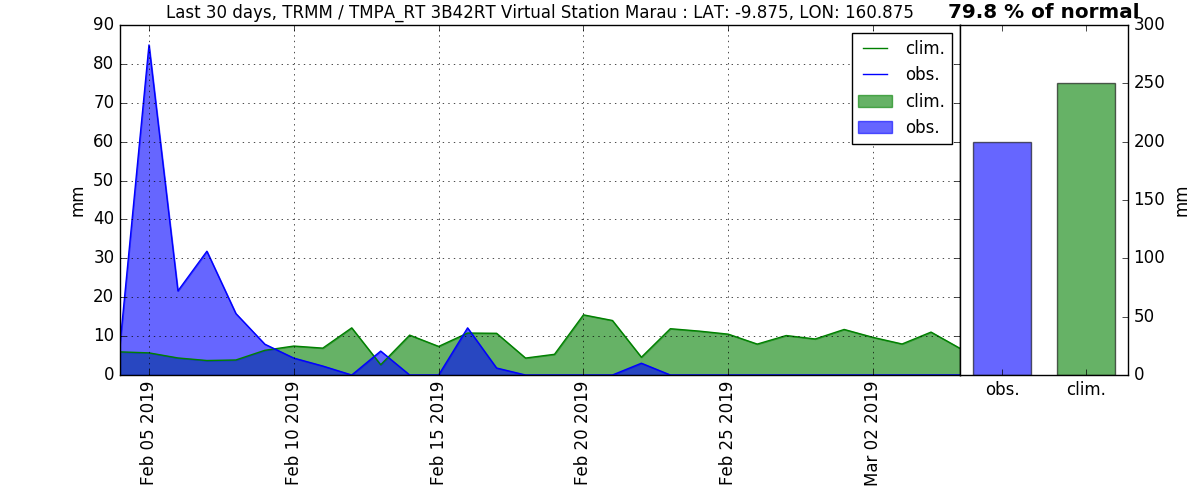 Last 30 days, TRMM / TMPA_RT 3B42RT Virtual Station Marau : LAT: -9.875, LON: 160.875
79.8 % of normal
90
80
70
60
50
40
30
20
10
0
mm
clim.
obs.
clim.
obs.
Feb 05 2019
Feb 10 2019
Feb 15 2019
Feb 20 2019
Feb 25 2019
Mar 02 2019
300
250
200
150
100
50
0
mm
obs.
clim.